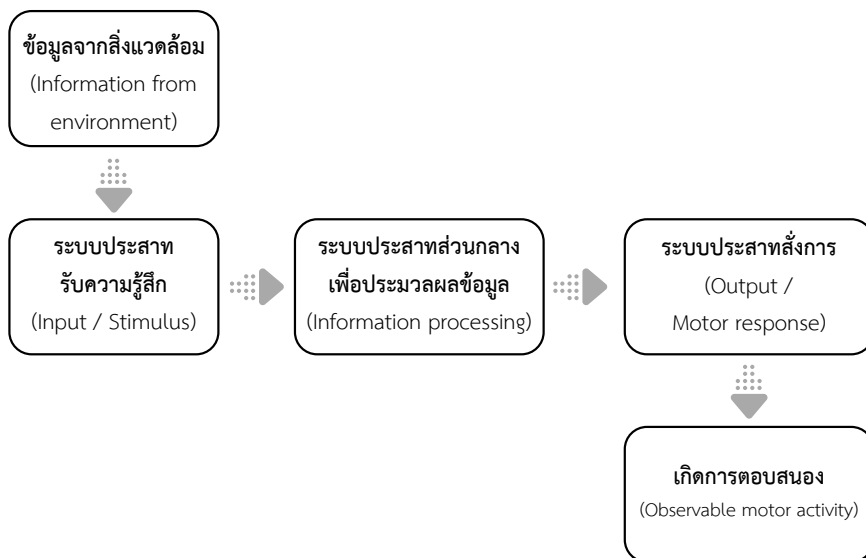 ข้อมูลจากสิ่งแวดล้อม
(Information from
environment)
ระบบประสาท
รับความรู้สึก
(Input / Stimulus)
ระบบประสาทส่วนกลาง
เพื่อประมวลผลข้อมูล
(Information processing)
ระบบประสาทสั่งการ
(Output /
Motor response)
เกิดการตอบสนอง
(Observable motor activity)